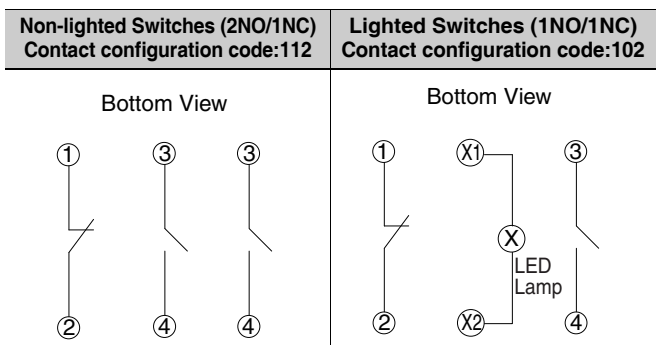 Non-lighted Switches (2NO/1NC)
Contact configuration code:112
Lighted Switches (1NO/1NC)
Contact configuration code:102
Bottom View
1 3 3
2 4 4
Bottom View
X1
1 3
X
LED
Lamp
2 X2 4